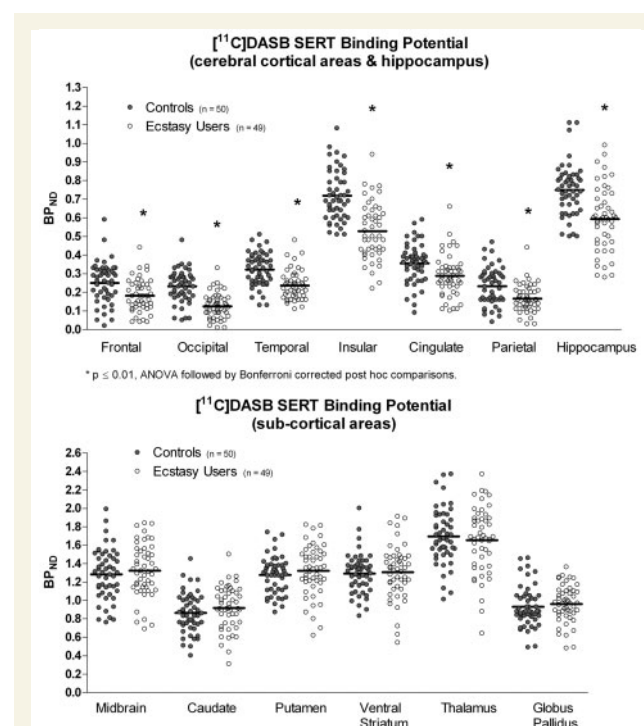 [¹¹C]DASB SERT Binding Potential
(cerebral cortical areas & hippocampus)
1.3
1.2
1.1
1.0
0.9
0.8
0.7
0.6
0.5
0.4
0.3
0.2
0.1
0.0
BP_ND
Controls (n = 50)
Ecstasy Users (n = 49)
* * * * * * *
Frontal Occipital Temporal Insular Cingulate Parietal Hippocampus
* p ≤ 0.01, ANOVA followed by Bonferroni corrected post hoc comparisons.
[¹¹C]DASB SERT Binding Potential
(sub-cortical areas)
2.6
2.4
2.2
2.0
1.8
1.6
1.4
1.2
1.0
0.8
0.6
0.4
0.2
0.0
BP_ND
Controls (n = 50)
Ecstasy Users (n = 49)
Midbrain Caudate Putamen Ventral Thalamus Globus
Striatum Pallidus